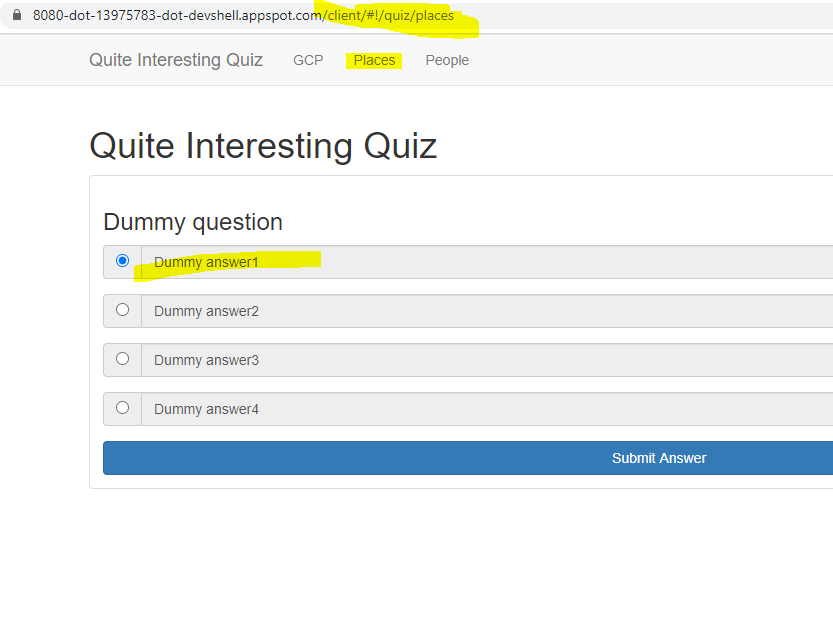 8080-dot-13975783-dot-devshell.appspot.com/client/#!/quiz/places
Quite Interesting Quiz GCP Places People
Quite Interesting Quiz
Dummy question
Dummy answer1
Dummy answer2
Dummy answer3
Dummy answer4
Submit Answer